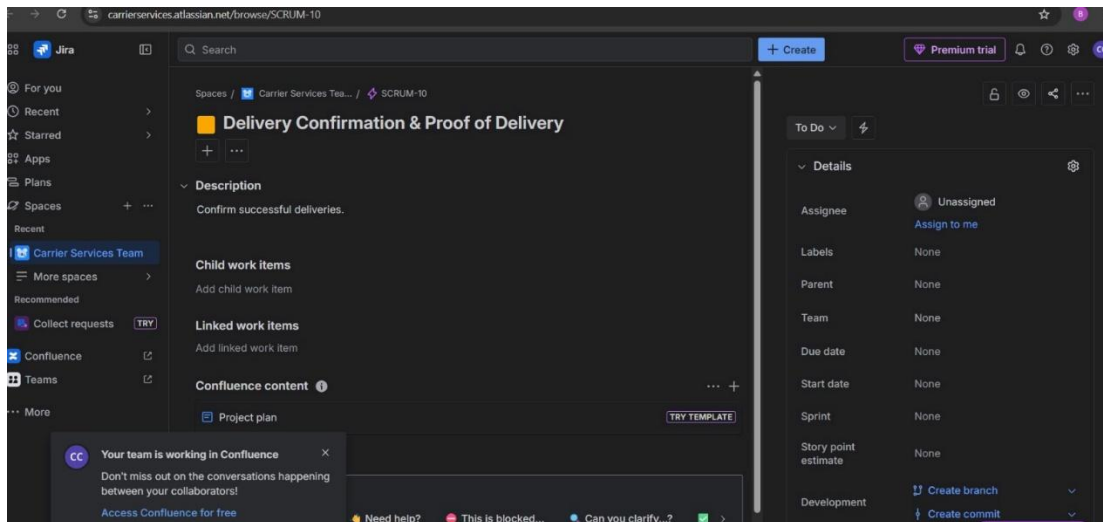 carrierservices.atlassian.net/browse/SCRUM-10
B
Jira
Search
+ Create
Premium trial
For you
Recent
Starred
Apps
Plans
Spaces
Recent
Carrier Services Team
More spaces
Recommended
Collect requests TRY
Confluence
Teams
More
Spaces / Carrier Services Tea... / SCRUM-10
Delivery Confirmation & Proof of Delivery
Description
Confirm successful deliveries.
Child work items
Add child work item
Linked work items
Add linked work item
Confluence content
Project plan TRY TEMPLATE
CC Your team is working in Confluence
Don't miss out on the conversations happening
between your collaborators!
Access Confluence for free
Need help? This is blocked... Can you clarify...?
To Do
Details
Assignee Unassigned
Assign to me
Labels None
Parent None
Team None
Due date None
Start date None
Sprint None
Story point
estimate None
Development Create branch
Create commit